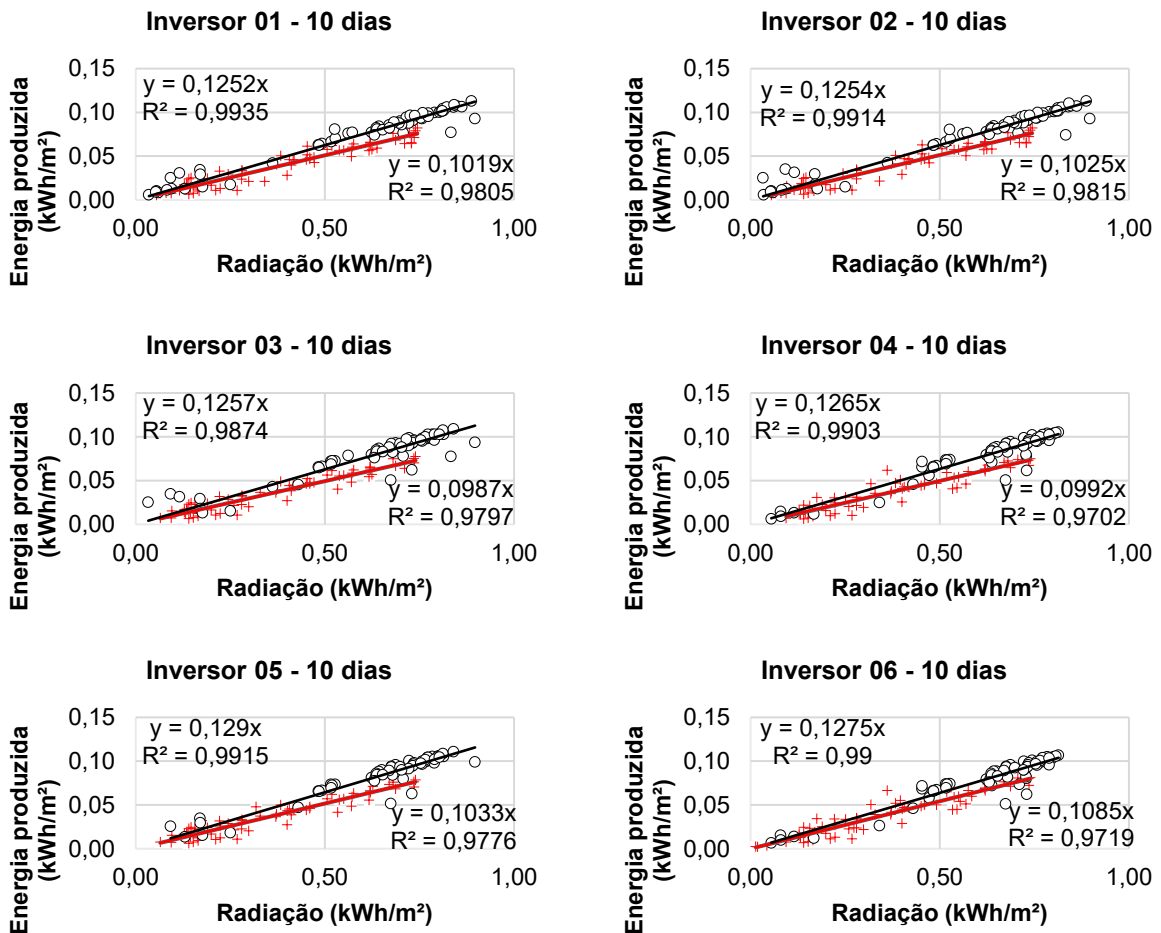 Inversor 01 - 10 dias
Energia produzida
(kWh/m²)
0,15
0,10
0,05
0,00
y = 0,1252x
R² = 0,9935
y = 0,1019x
R² = 0,9805
0,00
0,50
1,00
Radiação (kWh/m²)
Inversor 02 - 10 dias
Energia produzida
(kWh/m²)
0,15
0,10
0,05
0,00
y = 0,1254x
R² = 0,9914
y = 0,1025x
R² = 0,9815
0,00
0,50
1,00
Radiação (kWh/m²)
Inversor 03 - 10 dias
Energia produzida
(kWh/m²)
0,15
0,10
0,05
0,00
y = 0,1257x
R² = 0,9874
y = 0,0987x
R² = 0,9797
0,00
0,50
1,00
Radiação (kWh/m²)
Inversor 04 - 10 dias
Energia produzida
(kWh/m²)
0,15
0,10
0,05
0,00
y = 0,1265x
R² = 0,9903
y = 0,0992x
R² = 0,9702
0,00
0,50
1,00
Radiação (kWh/m²)
Inversor 05 - 10 dias
Energia produzida
(kWh/m²)
0,15
0,10
0,05
0,00
y = 0,129x
R² = 0,9915
y = 0,1033x
R² = 0,9776
0,00
0,50
1,00
Radiação (kWh/m²)
Inversor 06 - 10 dias
Energia produzida
(kWh/m²)
0,15
0,10
0,05
0,00
y = 0,1275x
R² = 0,99
y = 0,1085x
R² = 0,9719
0,00
0,50
1,00
Radiação (kWh/m²)